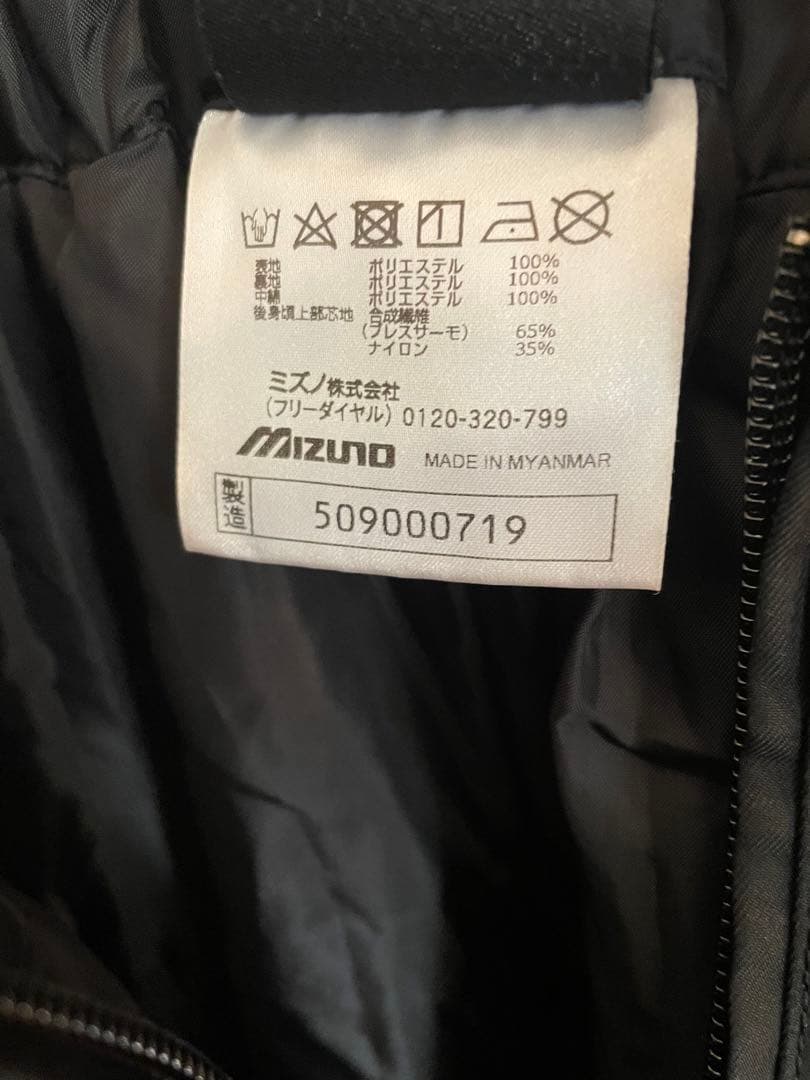 表地 ポリエステル 100%
裏地 ポリエステル 100%
中綿 ポリエステル 100%
後身頃上部芯地 合成繊維
(ブレスサーモ) 65%
ナイロン 35%
ミズノ株式会社
(フリーダイヤル) 0120-320-799
MIZUNO MADE IN MYANMAR
製造 509000719